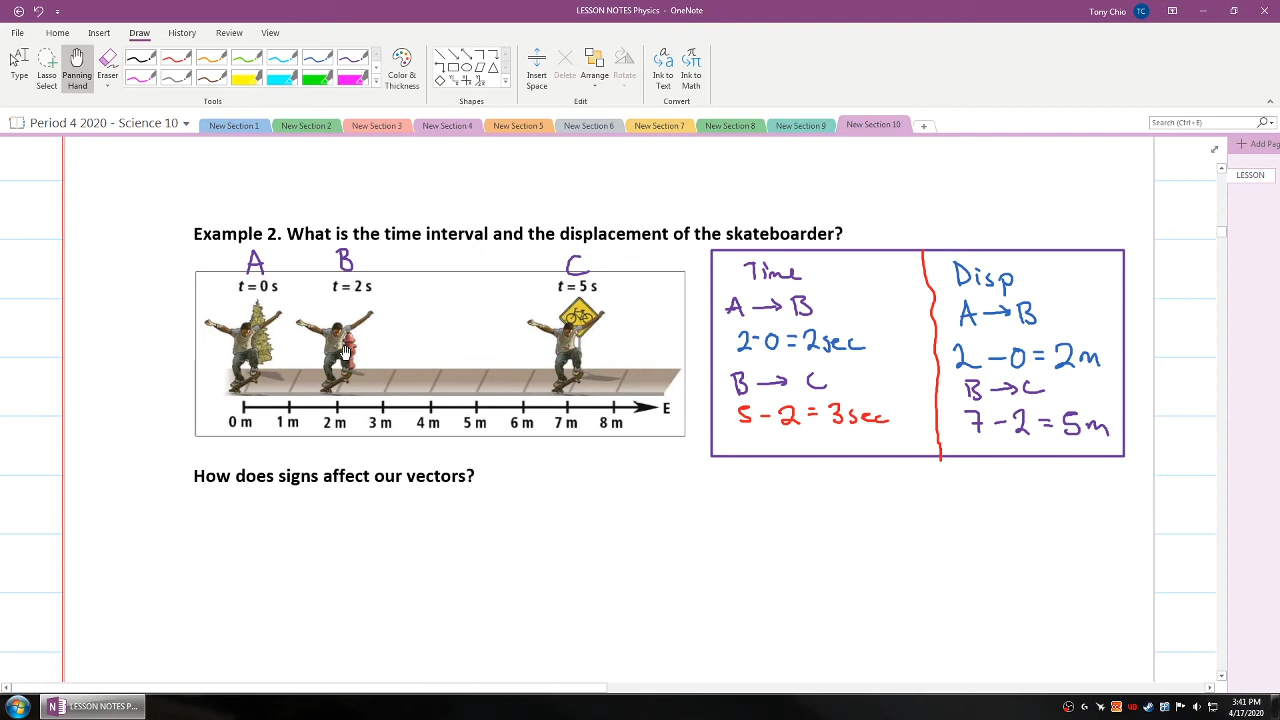 LESSON NOTES Physics - OneNote
Tony Chio TC
File Home Insert Draw History Review View
Type
Lasso Select
Panning Hand
Eraser
Color & Thickness
Insert Space
Delete
Arrange
Rotate
Ink to Text
Ink to Math
Tools Shapes Edit Convert
Period 4 2020 - Science 10
New Section 1 New Section 2 New Section 3 New Section 4 New Section 5 New Section 6 New Section 7 New Section 8 New Section 9 New Section 10
Search (Ctrl+E)
Add Pag
LESSON
Example 2. What is the time interval and the displacement of the skateboarder?
A B C
t = 0 s t = 2 s t = 5 s
0 m 1 m 2 m 3 m 4 m 5 m 6 m 7 m 8 m E
Time
A → B
2-0 = 2sec
B → C
5 - 2 = 3sec
Disp
A → B
2 - 0 = 2m
B → C
7 - 2 = 5m
How does signs affect our vectors?
LESSON NOTES P...
3:41 PM
4/17/2020